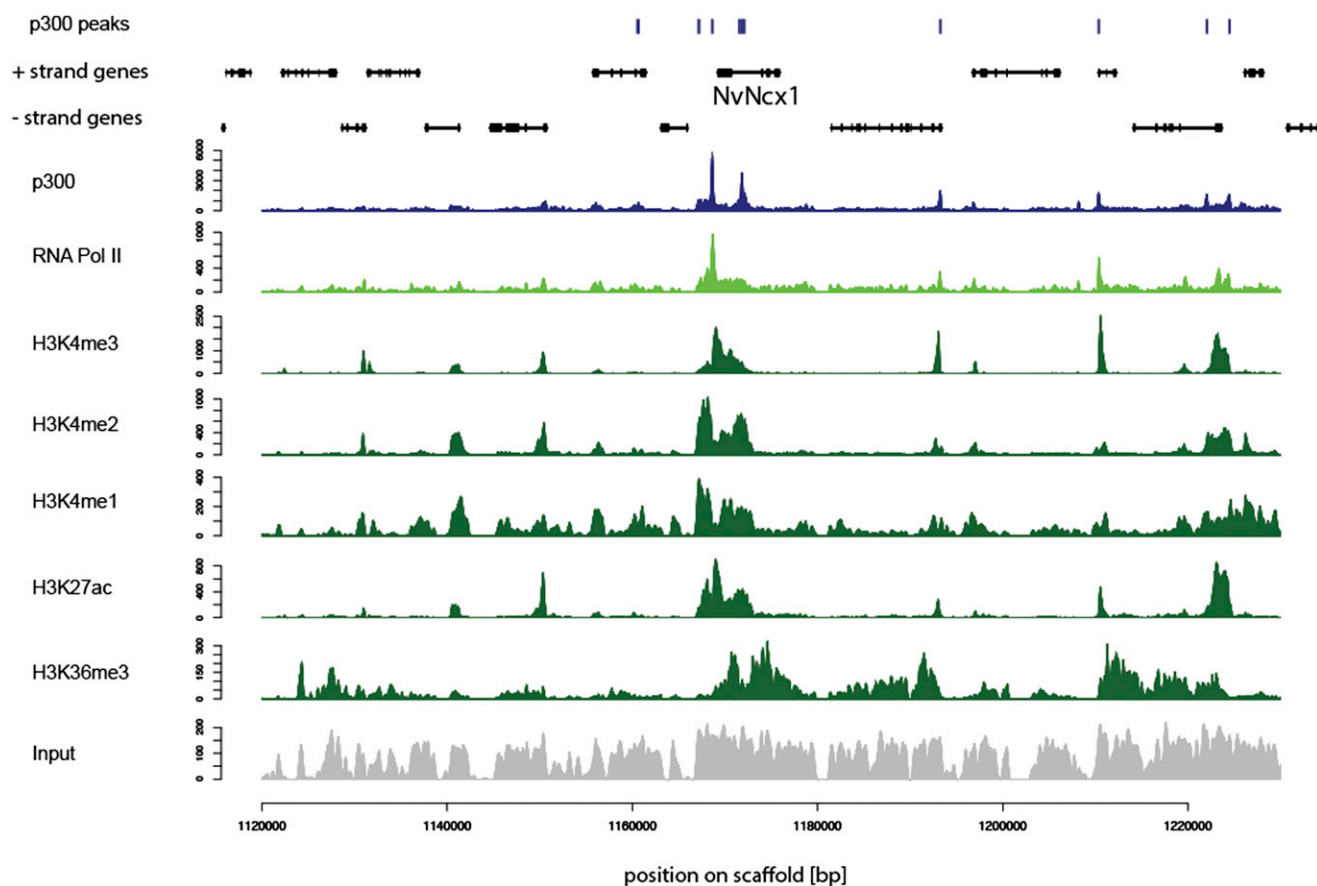 p300 peaks
+ strand genes
NvNcx1
- strand genes
p300
0 3000 6000
RNA Pol II
0 400 1000
H3K4me3
0 1000 2500
H3K4me2
0 400 1000
H3K4me1
0 200 400
H3K27ac
0 400 800
H3K36me3
0 150 300
Input
0 100 200
1120000 1140000 1160000 1180000 1200000 1220000
position on scaffold [bp]